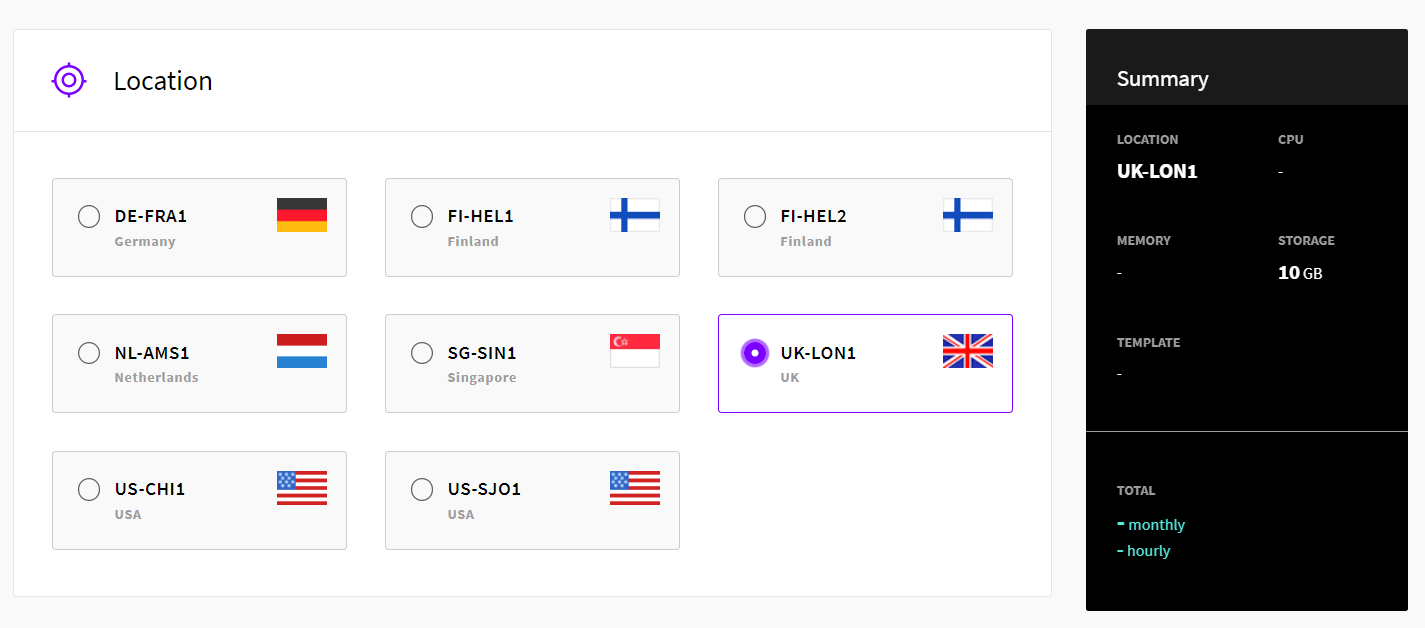 Location
DE-FRA1
Germany
FI-HEL1
Finland
FI-HEL2
Finland
NL-AMS1
Netherlands
SG-SIN1
Singapore
UK-LON1
UK
US-CHI1
USA
US-SJO1
USA
Summary
LOCATION
UK-LON1
CPU
-
MEMORY
-
STORAGE
10 GB
TEMPLATE
-
TOTAL
- monthly
- hourly